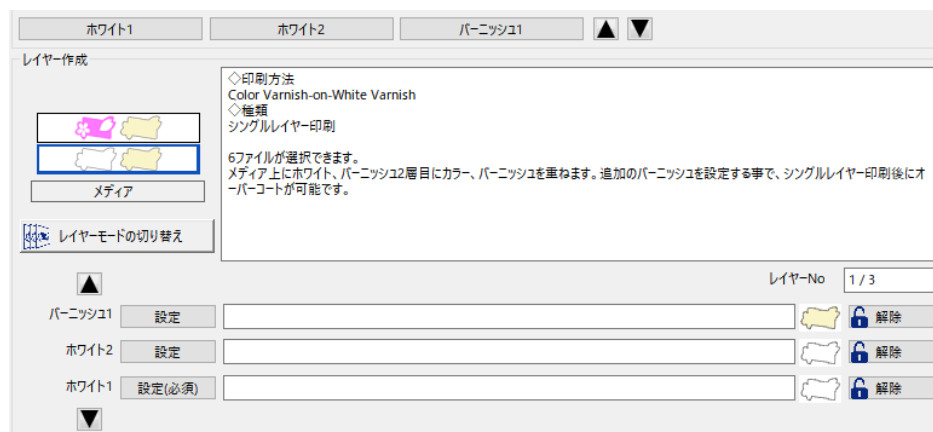 ホワイト1 ホワイト2 バーニッシュ1 ▲ ▼
レイヤー作成
◇印刷方法
Color Varnish-on-White Varnish
◇種類
シングルレイヤー印刷
6ファイルが選択できます。
メディア上にホワイト、バーニッシュ2層目にカラー、バーニッシュを重ねます。追加のバーニッシュを設定する事で、シングルレイヤー印刷後にオ
ーバーコートが可能です。
メディア
レイヤーモードの切り替え
レイヤーNo 1 / 3
▲
バーニッシュ1 設定 解除
ホワイト2 設定 解除
ホワイト1 設定(必須) 解除
▼